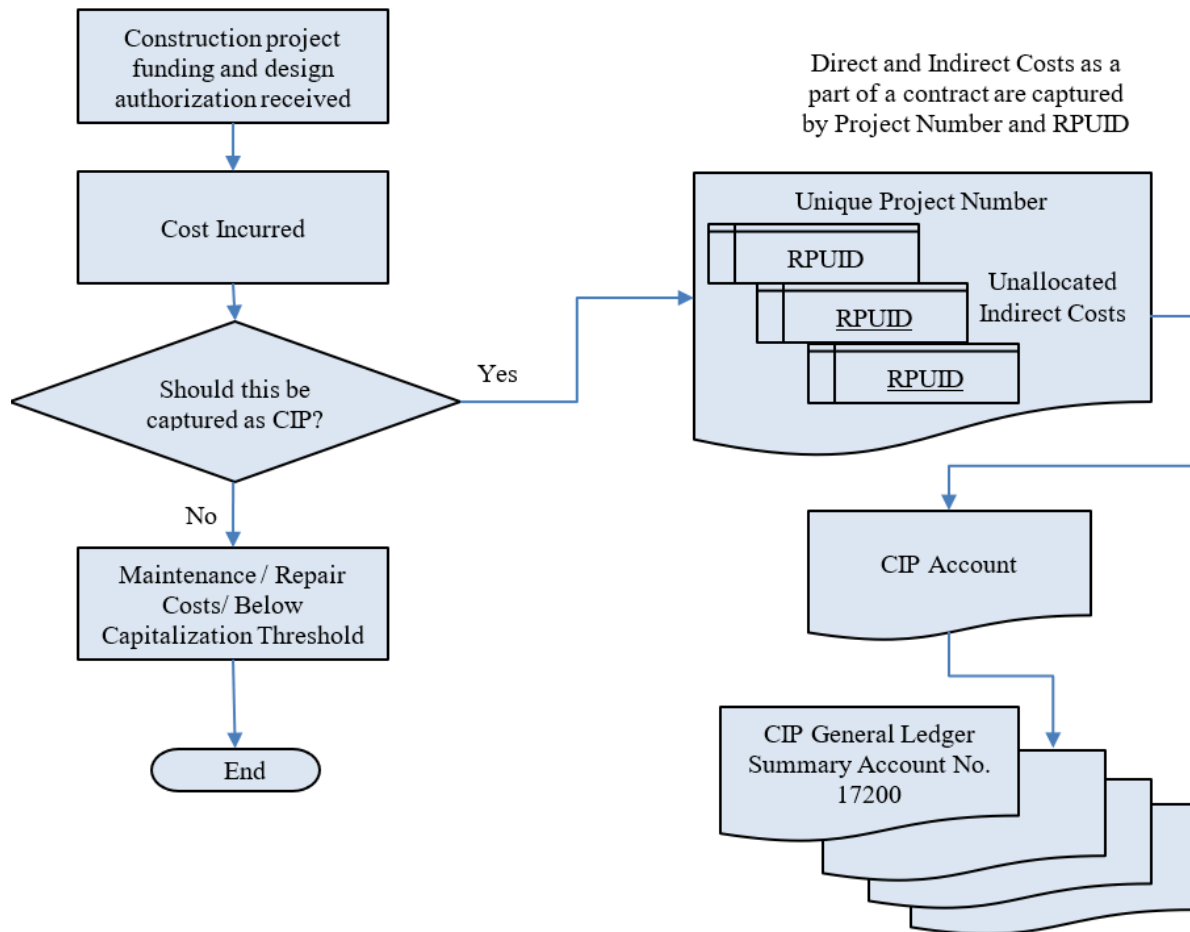 Construction project
funding and design
authorization received
Cost Incurred
Should this be
captured as CIP?
Yes
No
Maintenance / Repair
Costs/ Below
Capitalization Threshold
End
Direct and Indirect Costs as a
part of a contract are captured
by Project Number and RPUID
Unique Project Number
RPUID
RPUID
RPUID
Unallocated
Indirect Costs
CIP Account
CIP General Ledger
Summary Account No.
17200